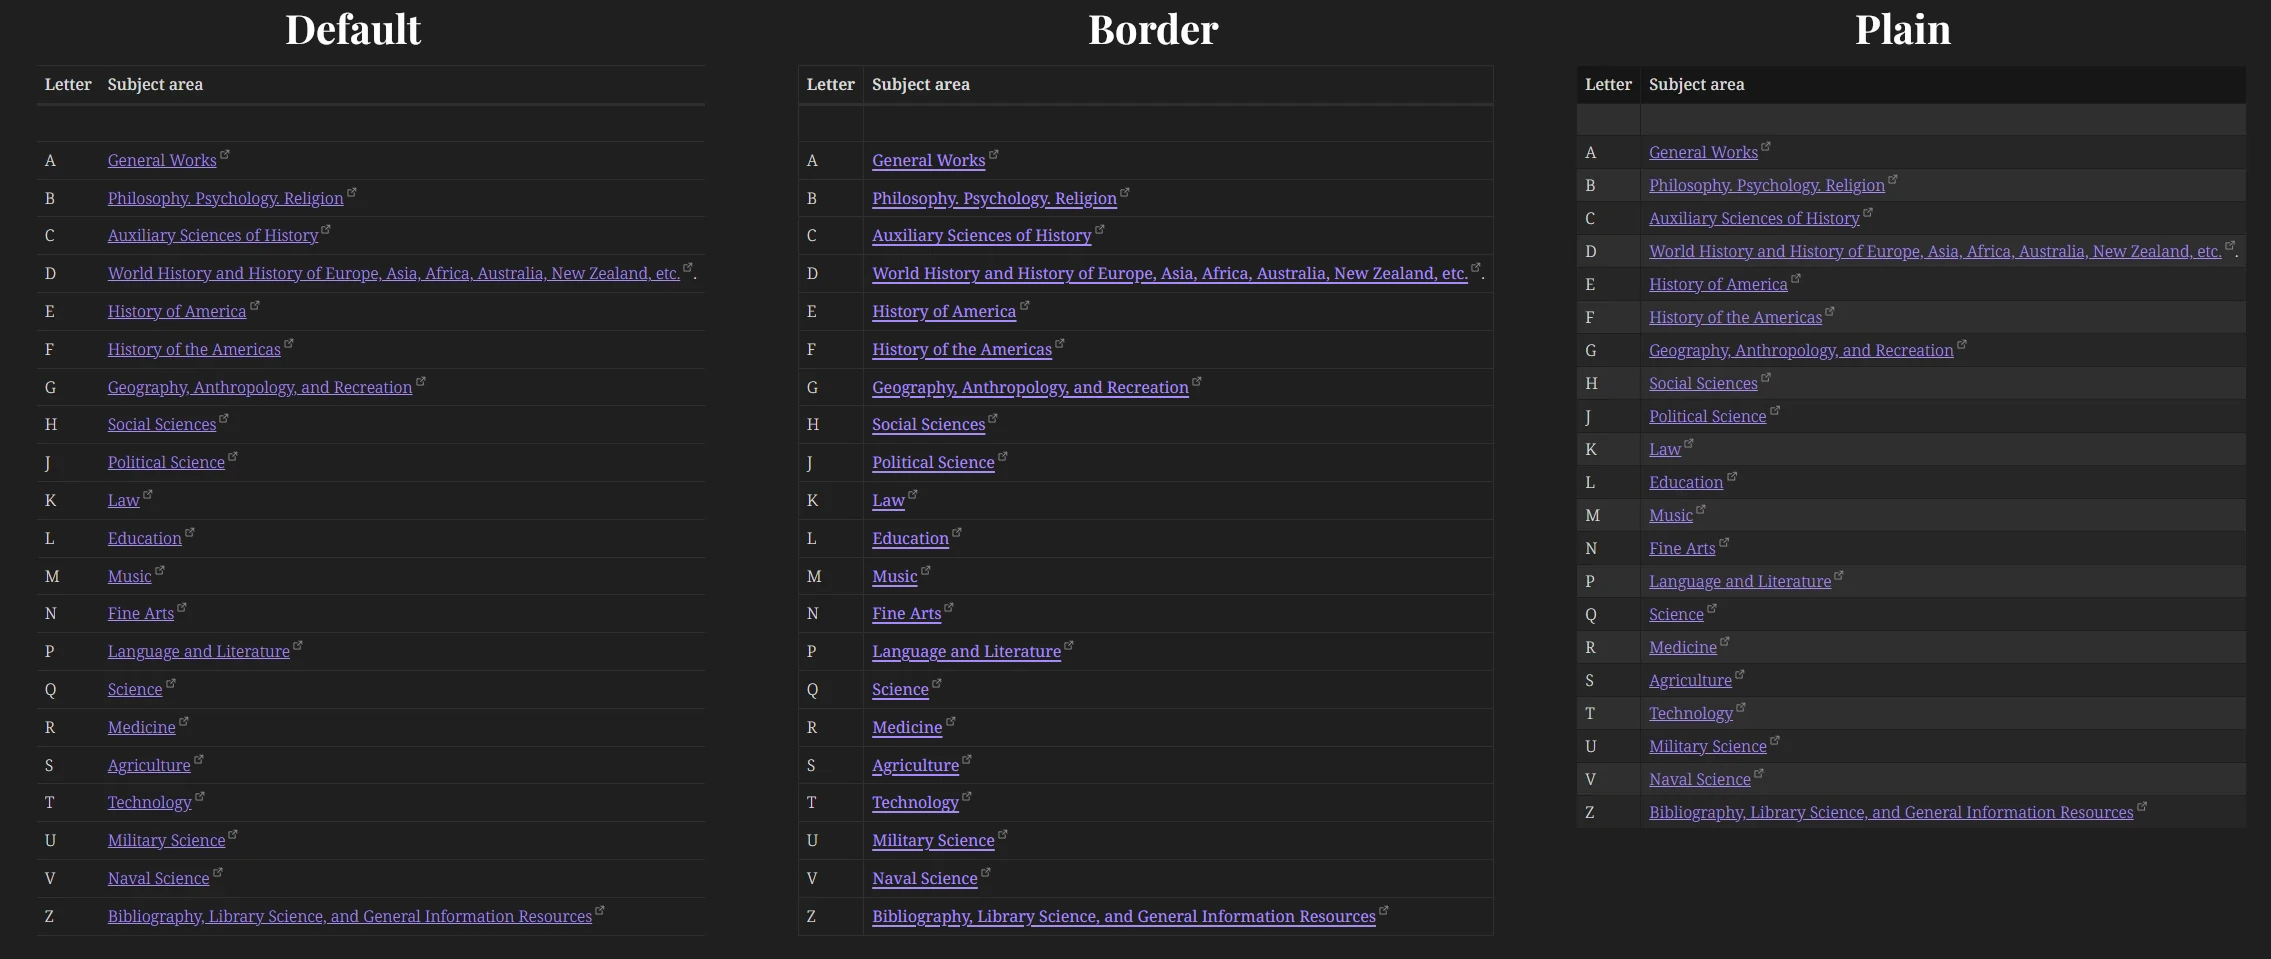 Default
Letter Subject area
A General Works
B Philosophy. Psychology. Religion
C Auxiliary Sciences of History
D World History and History of Europe, Asia, Africa, Australia, New Zealand, etc. .
E History of America
F History of the Americas
G Geography, Anthropology, and Recreation
H Social Sciences
J Political Science
K Law
L Education
M Music
N Fine Arts
P Language and Literature
Q Science
R Medicine
S Agriculture
T Technology
U Military Science
V Naval Science
Z Bibliography, Library Science, and General Information Resources
Border
Letter Subject area
A General Works
B Philosophy. Psychology. Religion
C Auxiliary Sciences of History
D World History and History of Europe, Asia, Africa, Australia, New Zealand, etc. .
E History of America
F History of the Americas
G Geography, Anthropology, and Recreation
H Social Sciences
J Political Science
K Law
L Education
M Music
N Fine Arts
P Language and Literature
Q Science
R Medicine
S Agriculture
T Technology
U Military Science
V Naval Science
Z Bibliography, Library Science, and General Information Resources
Plain
Letter Subject area
A General Works
B Philosophy. Psychology. Religion
C Auxiliary Sciences of History
D World History and History of Europe, Asia, Africa, Australia, New Zealand, etc. .
E History of America
F History of the Americas
G Geography, Anthropology, and Recreation
H Social Sciences
J Political Science
K Law
L Education
M Music
N Fine Arts
P Language and Literature
Q Science
R Medicine
S Agriculture
T Technology
U Military Science
V Naval Science
Z Bibliography, Library Science, and General Information Resources